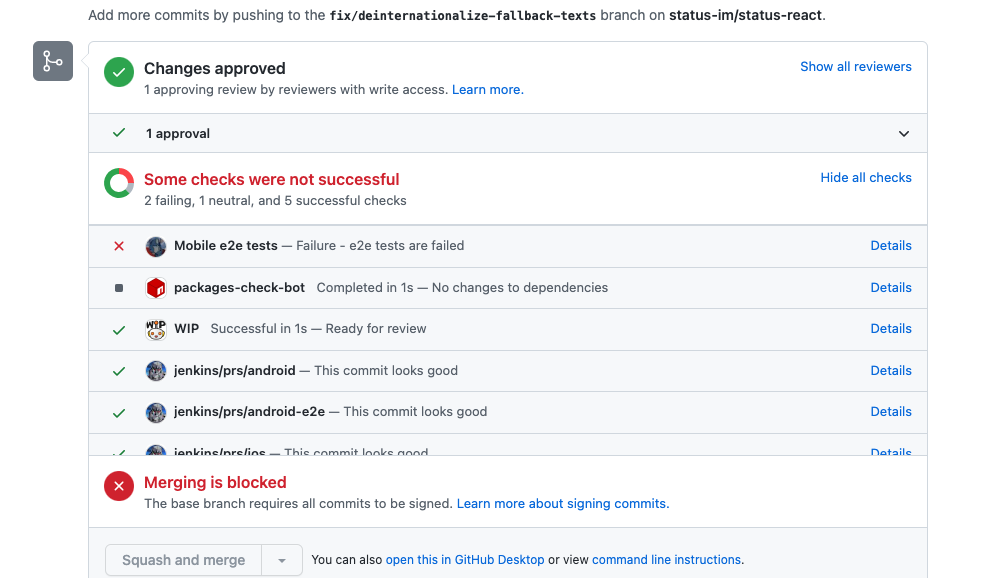 Add more commits by pushing to the fix/deinternationalize-fallback-texts branch on status-im/status-react.
Changes approved
Show all reviewers
1 approving review by reviewers with write access. Learn more.
1 approval
Some checks were not successful
Hide all checks
2 failing, 1 neutral, and 5 successful checks
Mobile e2e tests — Failure - e2e tests are failed Details
packages-check-bot Completed in 1s — No changes to dependencies Details
WIP WIP Successful in 1s — Ready for review Details
jenkins/prs/android — This commit looks good Details
jenkins/prs/android-e2e — This commit looks good Details
jenkins/prs/ios — This commit looks good Details
Merging is blocked
The base branch requires all commits to be signed. Learn more about signing commits.
Squash and merge You can also open this in GitHub Desktop or view command line instructions.